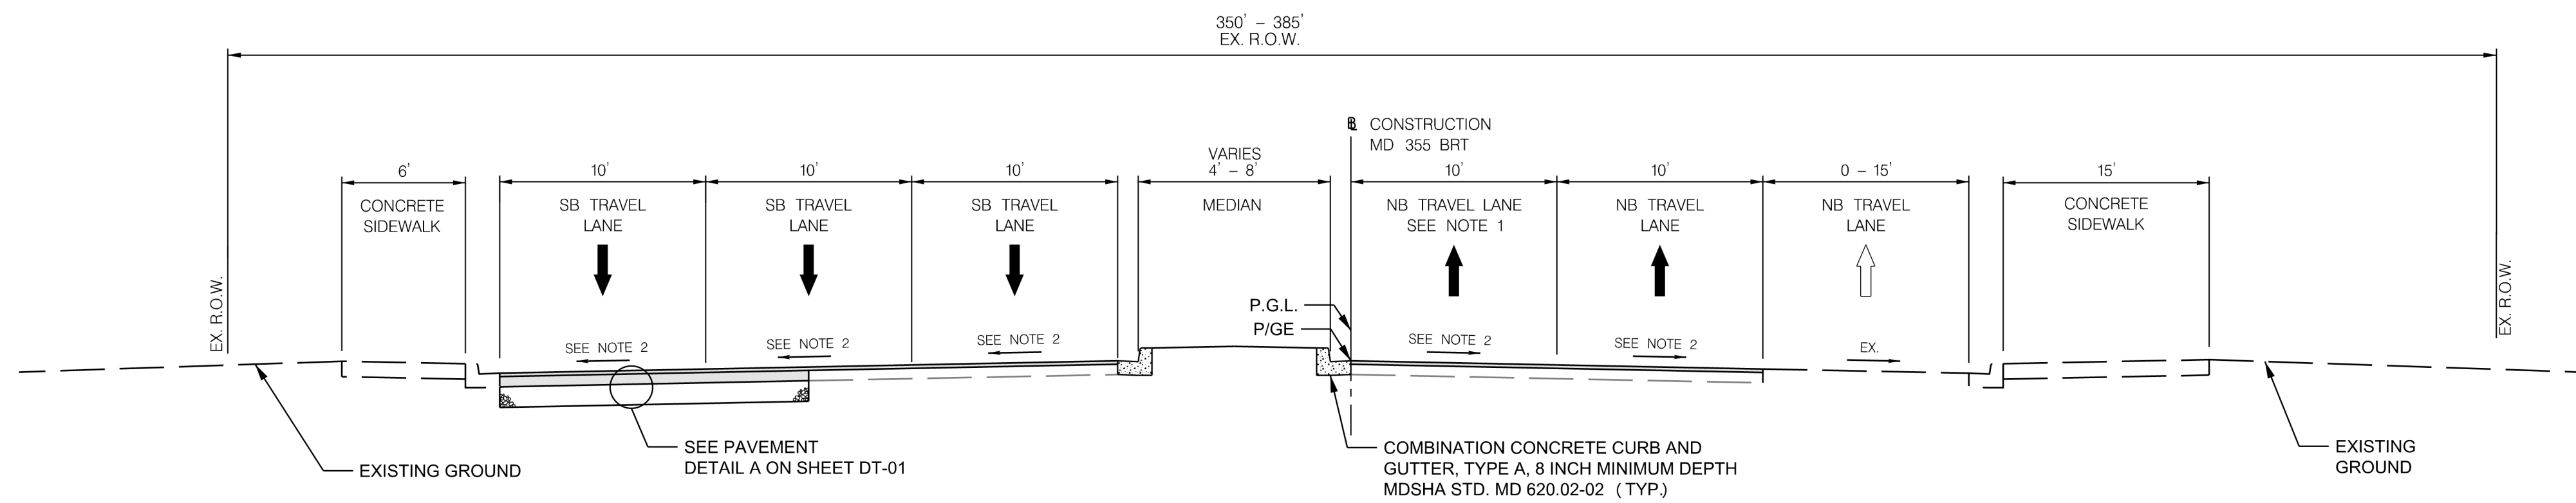 350' – 385'
EX. R.O.W.
℄ CONSTRUCTION
MD 355 BRT
6'
10'
10'
10'
VARIES
4' – 8'
10'
10'
0 – 15'
15'
CONCRETE
SIDEWALK
SB TRAVEL
LANE
SB TRAVEL
LANE
SB TRAVEL
LANE
MEDIAN
NB TRAVEL LANE
SEE NOTE 1
NB TRAVEL
LANE
NB TRAVEL
LANE
CONCRETE
SIDEWALK
EX. R.O.W.
EX. R.O.W.
P.G.L.
P/GE
SEE NOTE 2
SEE NOTE 2
SEE NOTE 2
SEE NOTE 2
SEE NOTE 2
EX.
EXISTING GROUND
SEE PAVEMENT
DETAIL A ON SHEET DT-01
COMBINATION CONCRETE CURB AND
GUTTER, TYPE A, 8 INCH MINIMUM DEPTH
MDSHA STD. MD 620.02-02 (TYP.)
EXISTING
GROUND